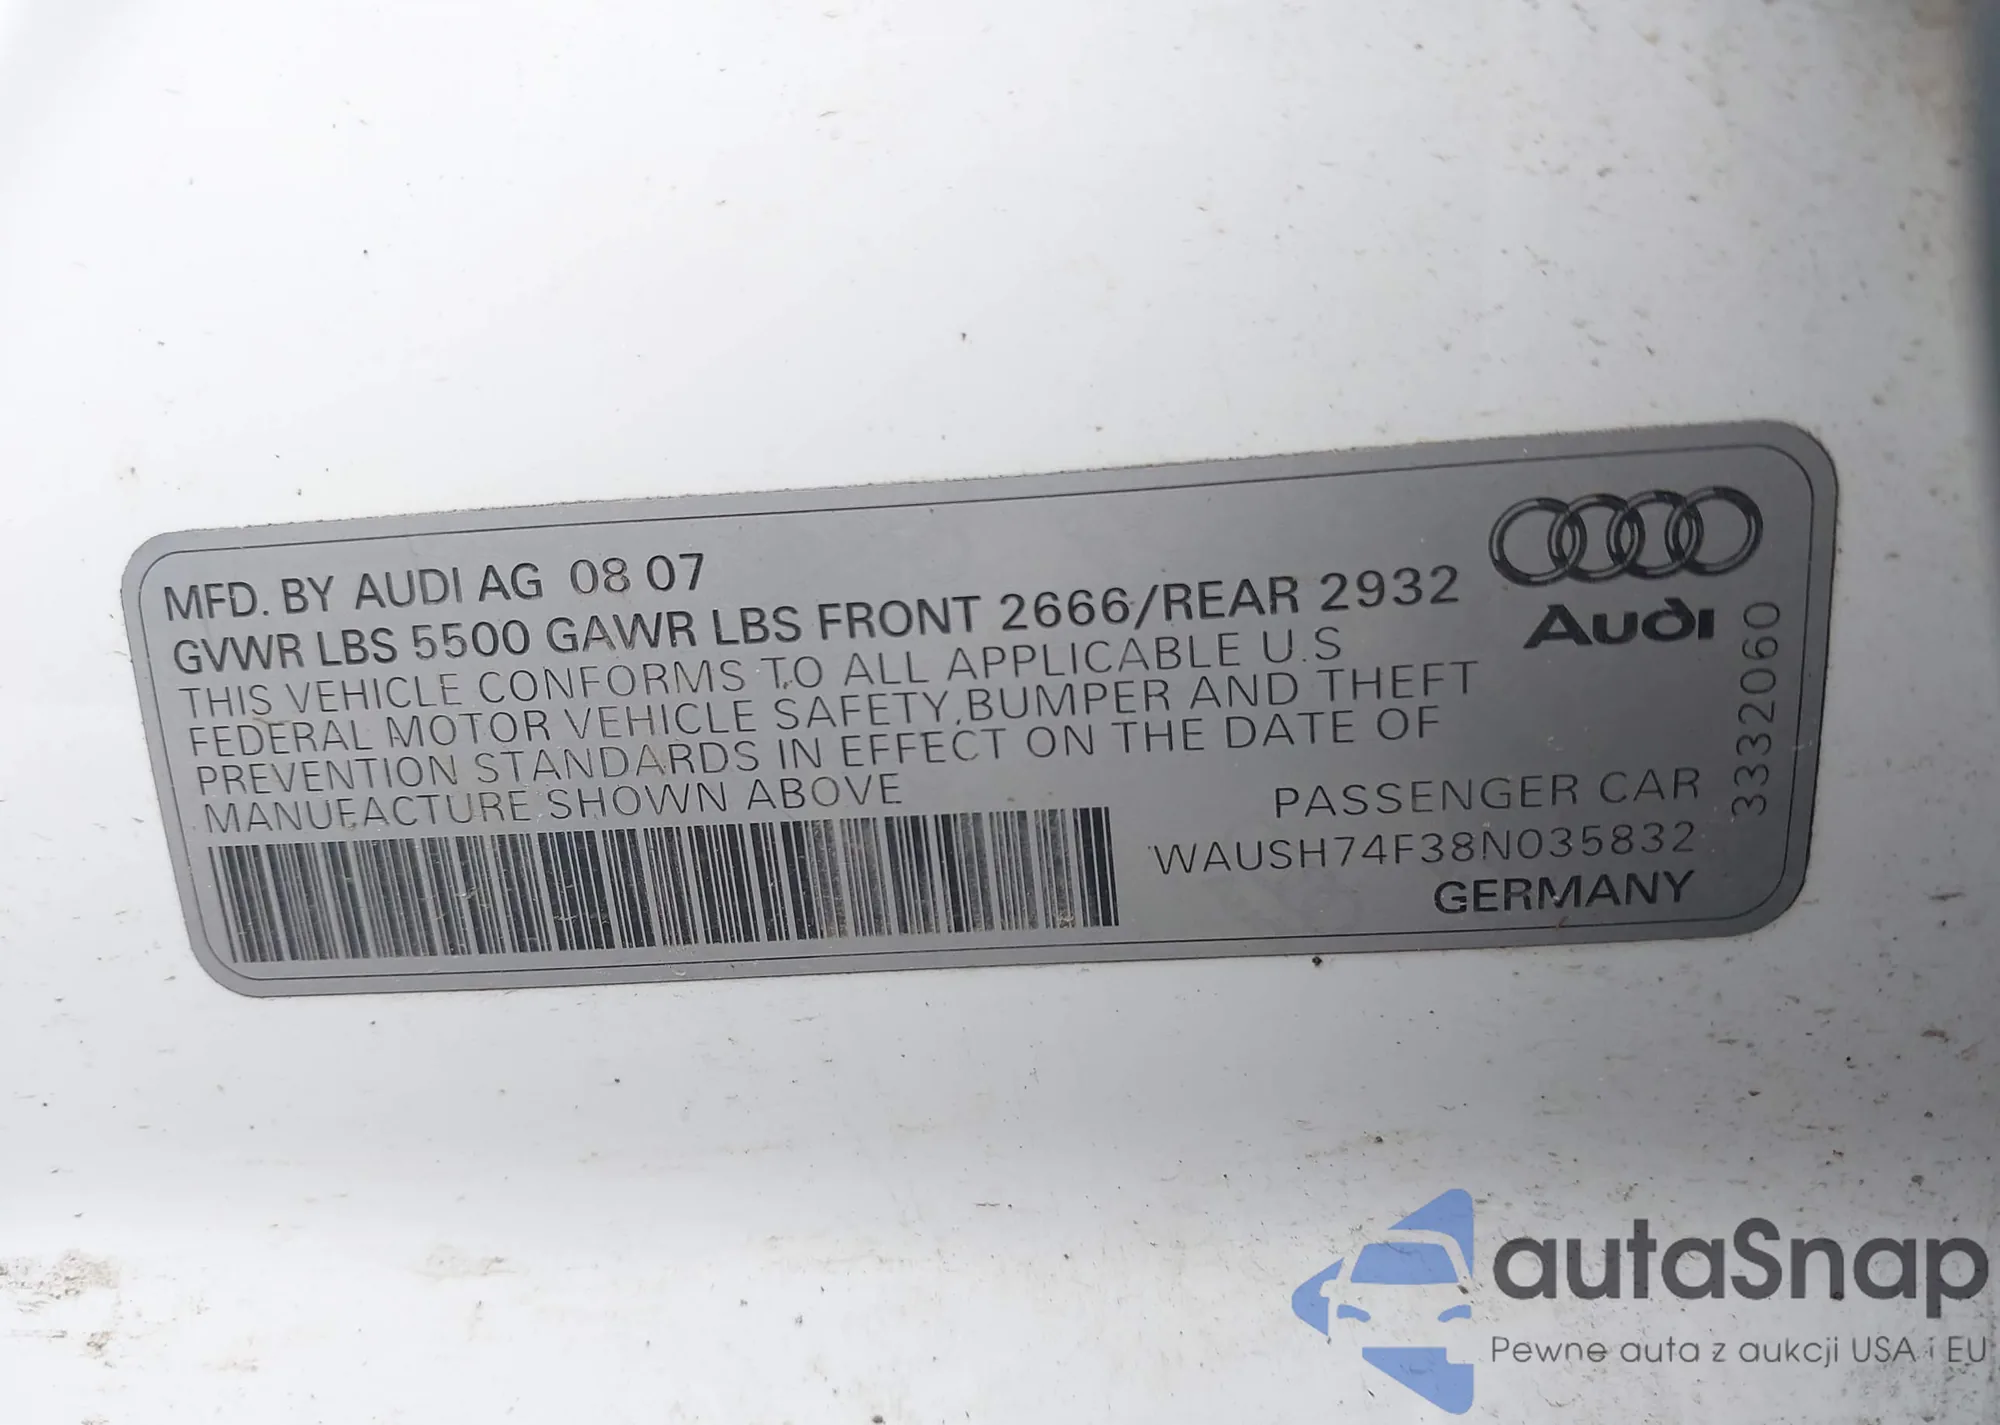 MFD. BY AUDI AG 08 07
GVWR LBS 5500 GAWR LBS FRONT 2666/REAR 2932
THIS VEHICLE CONFORMS TO ALL APPLICABLE U.S
FEDERAL MOTOR VEHICLE SAFETY,BUMPER AND THEFT
PREVENTION STANDARDS IN EFFECT ON THE DATE OF
MANUFACTURE SHOWN ABOVE
Audi
3332060
PASSENGER CAR
WAUSH74F38N035832
GERMANY
autaSnap
Pewne auta z aukcji USA i EU